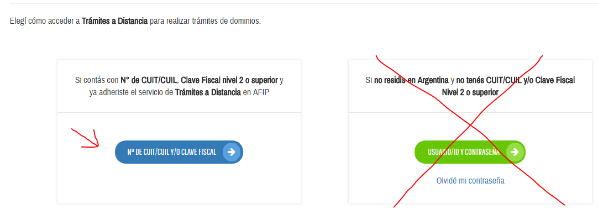 Elegí cómo acceder a Trámites a Distancia para realizar trámites de dominios.
Si contás con N° de CUIT/CUIL, Clave Fiscal nivel 2 o superior y
ya adheriste el servicio de Trámites a Distancia en AFIP
N° DE CUIT/CUIL Y/O CLAVE FISCAL
Si no residís en Argentina y no tenés CUIT/CUIL y/o Clave Fiscal
Nivel 2 o superior
USUARIO/ID Y CONTRASEÑA
Olvidé mi contraseña